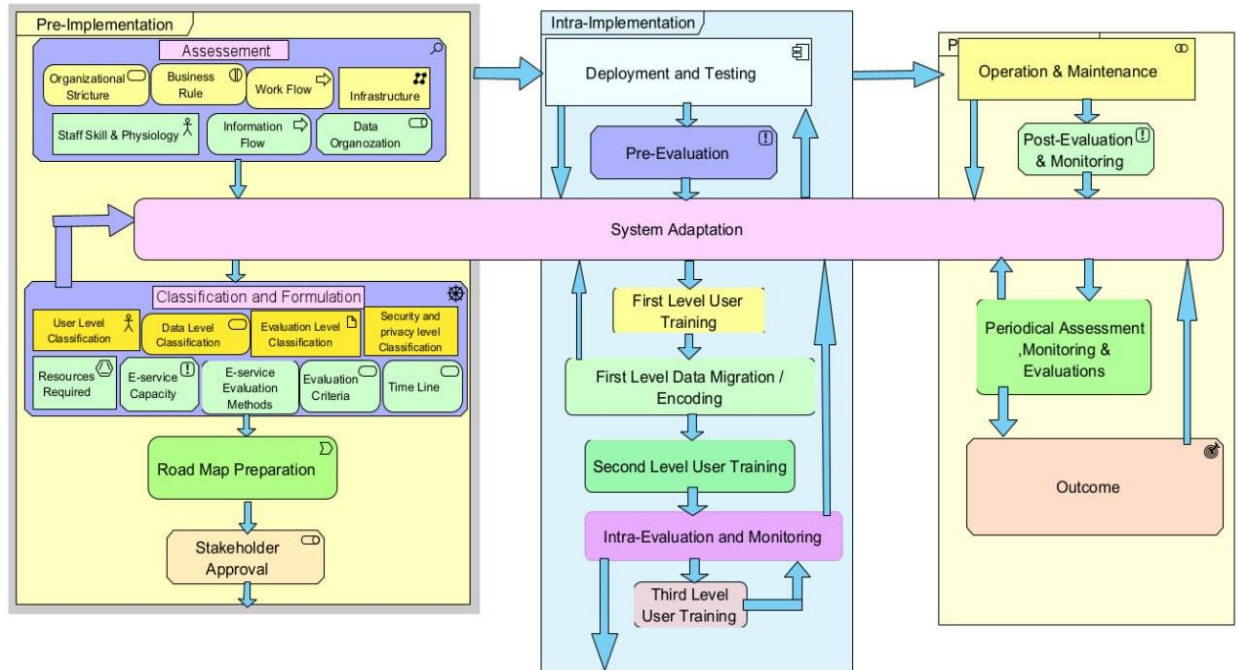 Pre-Implementation
Assessement
Organizational
Stricture
Business
Rule
Work Flow
Infrastructure
Staff Skill & Physiology
Information
Flow
Data
Organozation
Intra-Implementation
Deployment and Testing
Pre-Evaluation
P
Operation & Maintenance
Post-Evaluation
& Monitoring
System Adaptation
Classification and Formulation
User Level
Classification
Data Level
Classification
Evaluation Level
Classification
Security and
privacy level
Classification
Resources
Required
E-service
Capacity
E-service
Evaluation
Methods
Evaluation
Criteria
Time Line
Road Map Preparation
Stakeholder
Approval
First Level User
Training
First Level Data Migration /
Encoding
Second Level User Training
Intra-Evaluation and Monitoring
Third Level
User Training
Periodical Assessment
,Monitoring &
Evaluations
Outcome